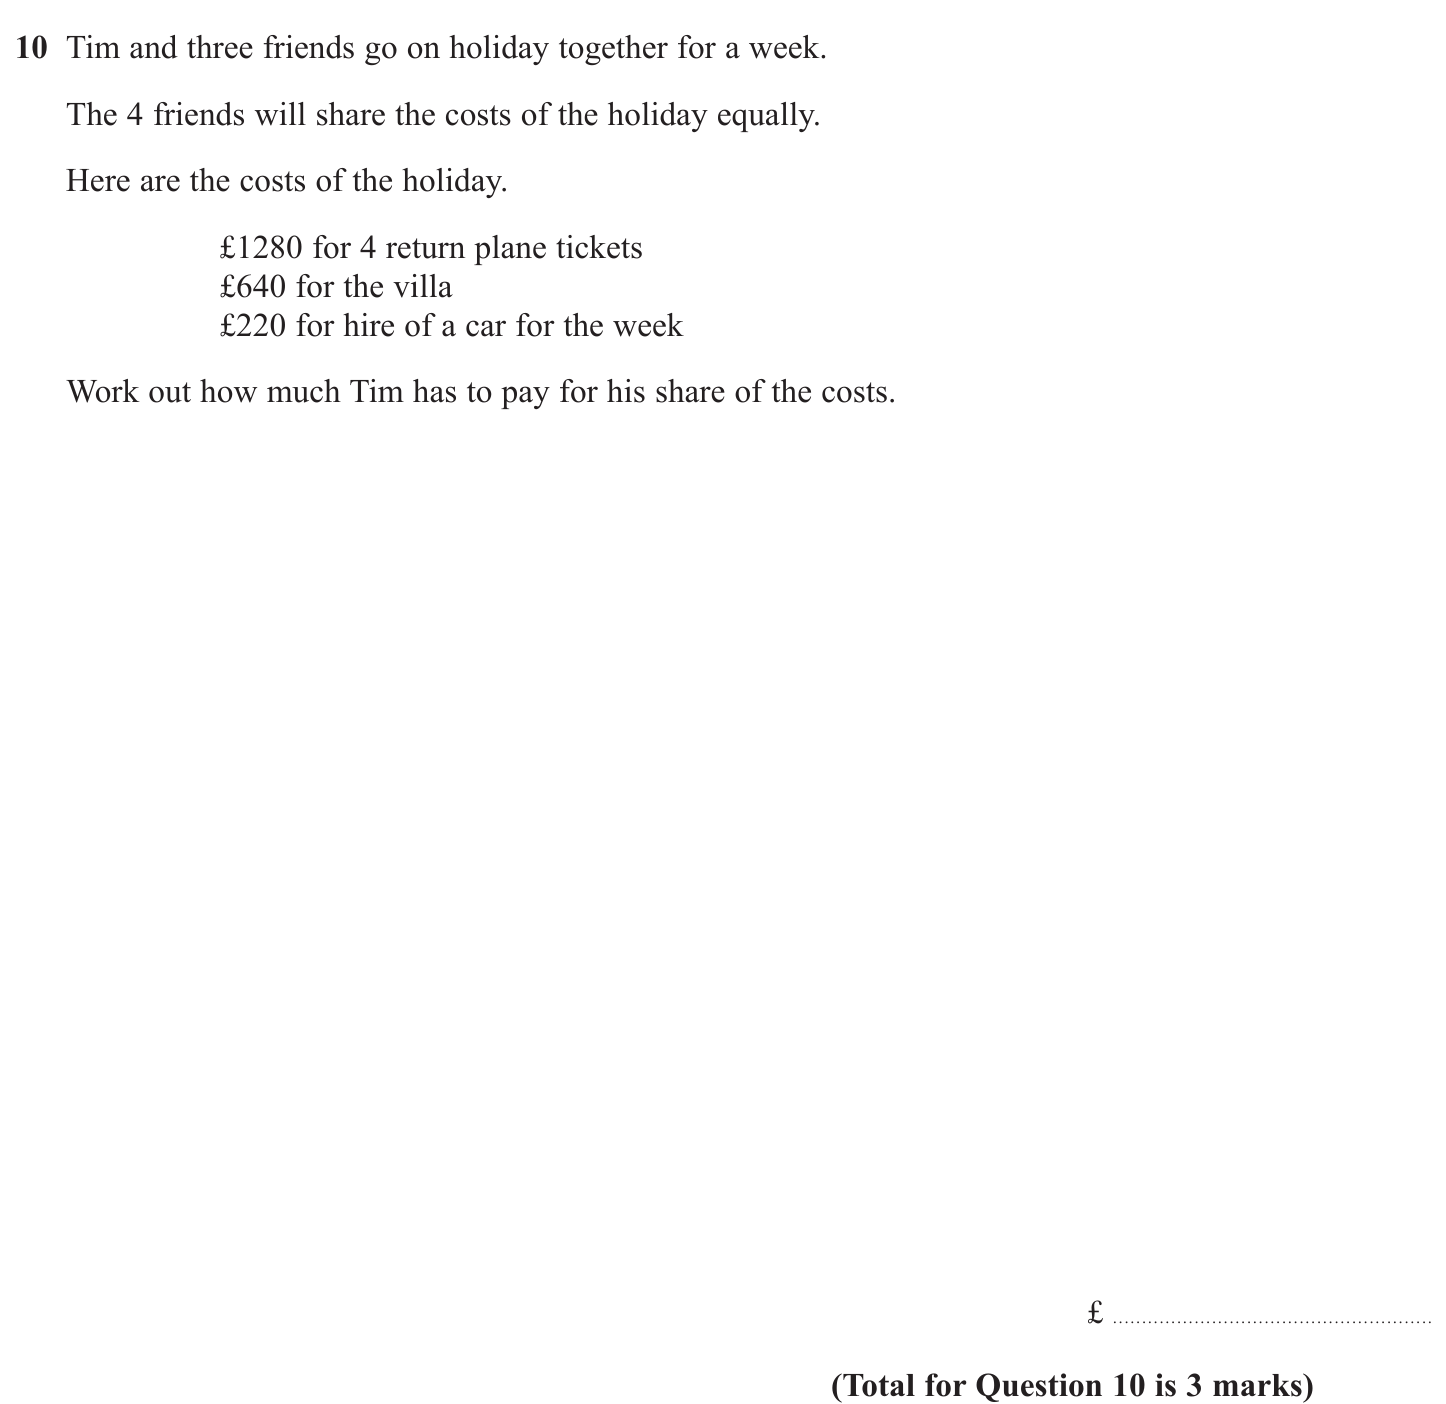 10 Tim and three friends go on holiday together for a week.
The 4 friends will share the costs of the holiday equally.
Here are the costs of the holiday.
£1280 for 4 return plane tickets
£640 for the villa
£220 for hire of a car for the week
Work out how much Tim has to pay for his share of the costs.
£ .......................................................
(Total for Question 10 is 3 marks)